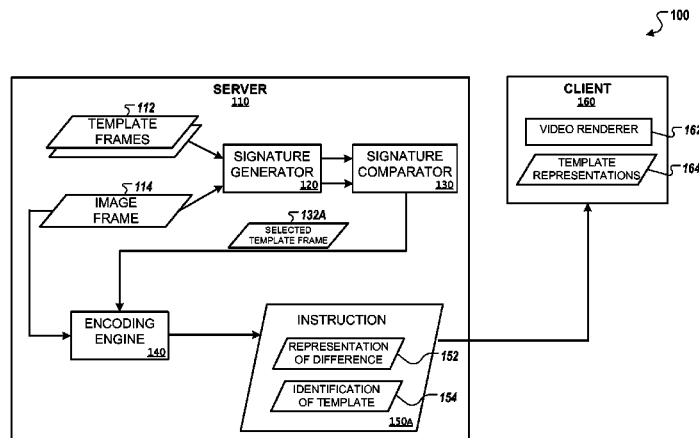 100
SERVER
110
112
TEMPLATE
FRAMES
114
IMAGE
FRAME
SIGNATURE
GENERATOR
120
SIGNATURE
COMPARATOR
130
132A
SELECTED
TEMPLATE FRAME
ENCODING
ENGINE
140
INSTRUCTION
REPRESENTATION
OF DIFFERENCE
152
IDENTIFICATION
OF TEMPLATE
154
150A
CLIENT
160
VIDEO RENDERER
162
TEMPLATE
REPRESENTATIONS
164